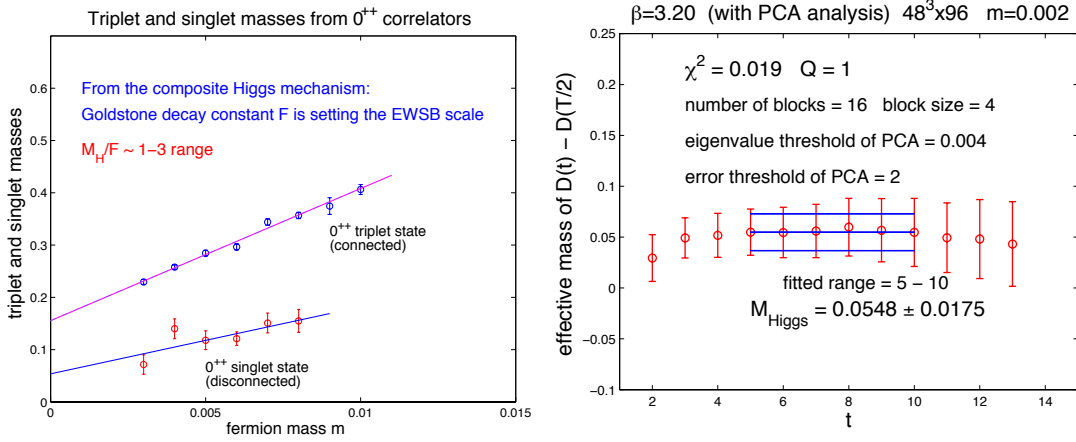 Triplet and singlet masses from 0⁺⁺ correlators
triplet and singlet masses
0.6
0.5
0.4
0.3
0.2
0.1
0
From the composite Higgs mechanism:
Goldstone decay constant F is setting the EWSB scale
M_H/F ~ 1−3 range
0⁺⁺ triplet state
(connected)
0⁺⁺ singlet state
(disconnected)
0 0.005 0.01 0.015
fermion mass m
β=3.20 (with PCA analysis) 48³x96 m=0.002
effective mass of D(t) − D(T/2)
0.25
0.2
0.15
0.1
0.05
0
−0.05
−0.1
χ² = 0.019 Q = 1
number of blocks = 16 block size = 4
eigenvalue threshold of PCA = 0.004
error threshold of PCA = 2
fitted range = 5 − 10
M_Higgs = 0.0548 ± 0.0175
2 4 6 8 10 12 14
t